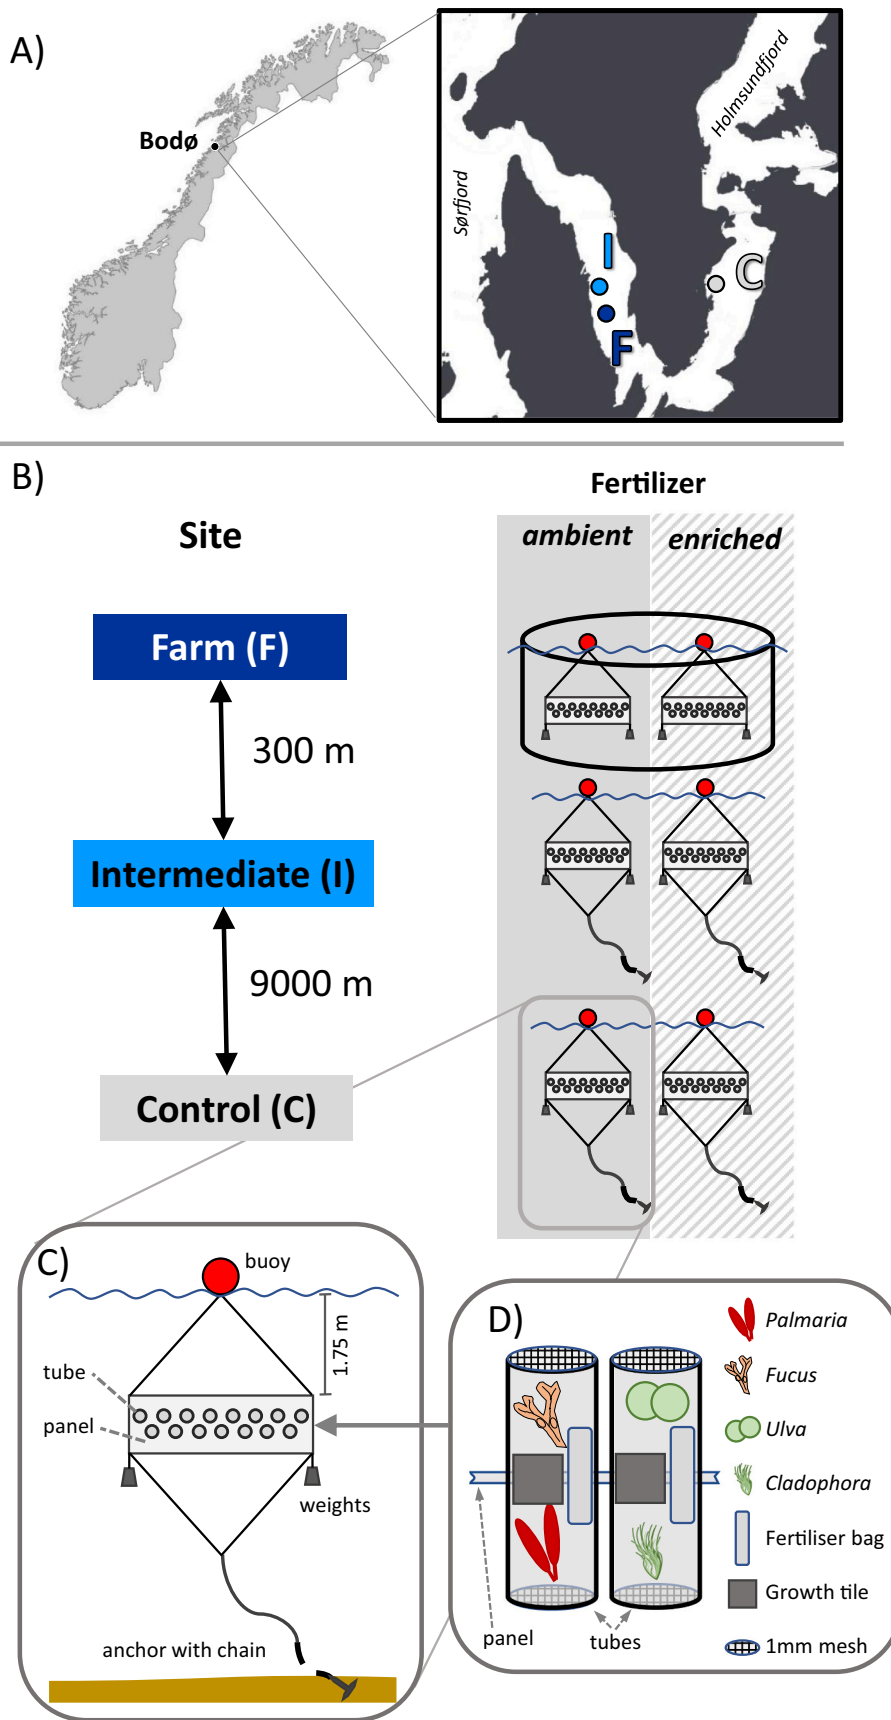 A)
Bodø
Sørfjord
Holmsundfjord
I
C
F
B)
Fertilizer
Site
ambient
enriched
Farm (F)
300 m
Intermediate (I)
9000 m
Control (C)
C)
buoy
1.75 m
tube
panel
weights
anchor with chain
D)
Palmaria
Fucus
Ulva
Cladophora
Fertiliser bag
Growth tile
1mm mesh
panel
tubes